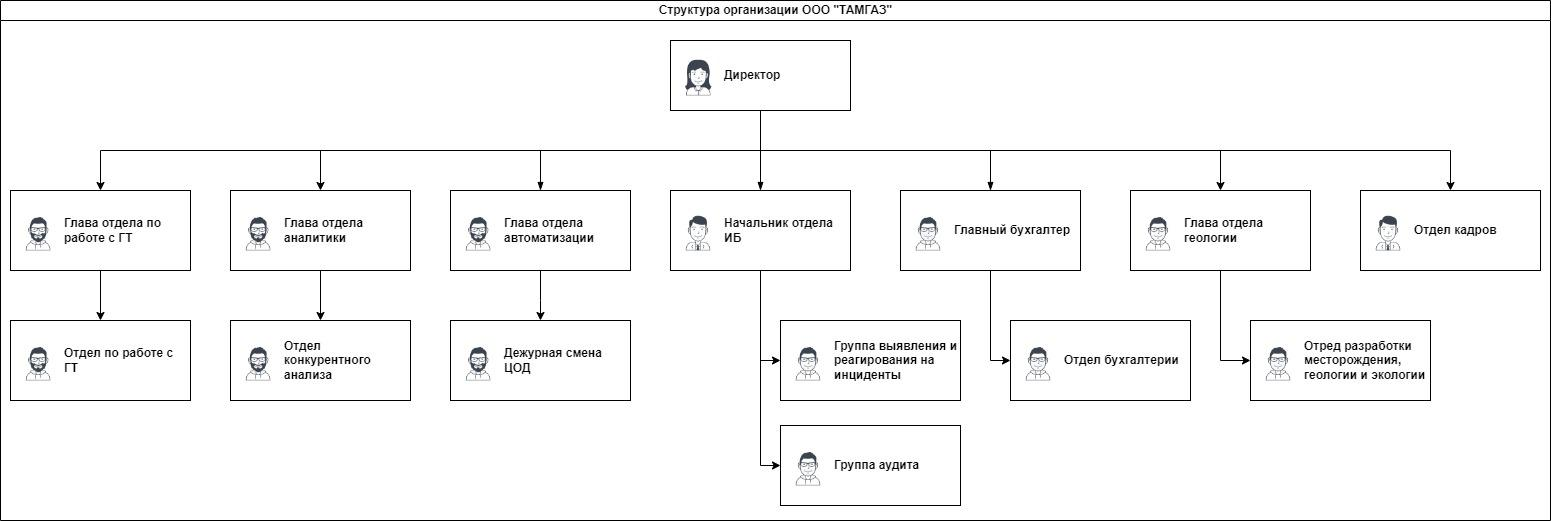 Структура организации ООО "ТАМГАЗ"
Директор
Глава отдела по
работе с ГТ
Глава отдела
аналитики
Глава отдела
автоматизации
Начальник отдела
ИБ
Главный бухгалтер
Глава отдела
геологии
Отдел кадров
Отдел по работе с
ГТ
Отдел
конкурентного
анализа
Дежурная смена
ЦОД
Группа выявления и
реагирования на
инциденты
Отдел бухгалтерии
Отред разработки
месторождения,
геологии и экологии
Группа аудита